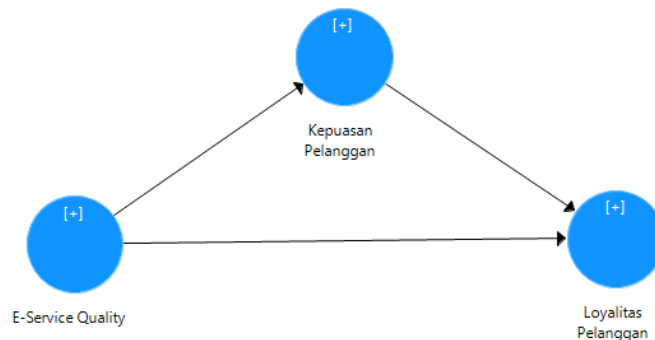 [+]
Kepuasan
Pelanggan
[+]
E-Service Quality
[+]
Loyalitas
Pelanggan